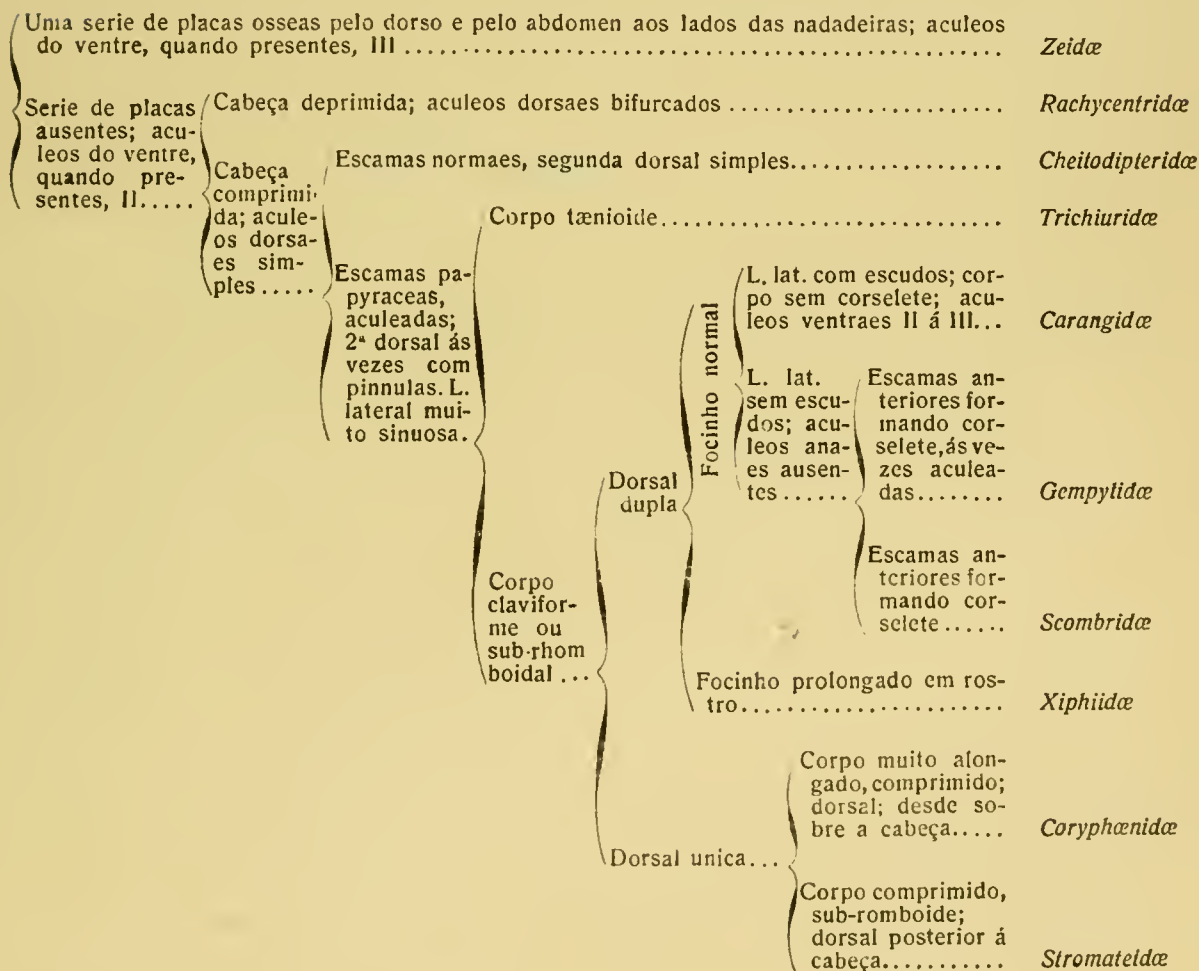 Uma serie de placas osseas pelo dorso e pelo abdomen aos lados das nadadeiras; aculeos
do ventre, quando presentes, III ........ Zeidæ
Serie de placas
ausentes; acu-
leos do ventre,
quando pre-
sentes, II.....
Cabeça deprimida; aculeos dorsaes bifurcados ........ Rachycentridæ
Cabeça
comprimi-
da; acule-
os dorsa-
es sim-
ples .....
Escamas normaes, segunda dorsal simples........ Cheilodipteridæ
Escamas pa-
pyraceas,
aculeadas;
2ª dorsal ás
vezes com
pinnulas. L.
lateral mui-
to sinuosa.
Corpo tænioide........ Trichiuridæ
Corpo
clavifor-
me ou
sub-rhom
boidal ...
Dorsal
dupla
Focinho normal
L. lat. com escudos; cor-
po sem corselete; acu-
leos ventraes II á III... Carangidæ
L. lat.
sem escu-
dos; acu-
leos ana-
es ausen-
tes ......
Escamas an-
teriores for-
mando cor-
selete, ás ve-
zes aculea-
das........ Gempylidæ
Escamas an-
teriores for-
mando cor-
selete ...... Scombridæ
Focinho prolongado em ros-
tro........ Xiphiidæ
Dorsal unica...
Corpo muito alon-
gado, comprimido;
dorsal; desde so-
bre a cabeça..... Coryphænidæ
Corpo comprimido,
sub-romboide;
dorsal posterior á
cabeça........... Stromateidæ